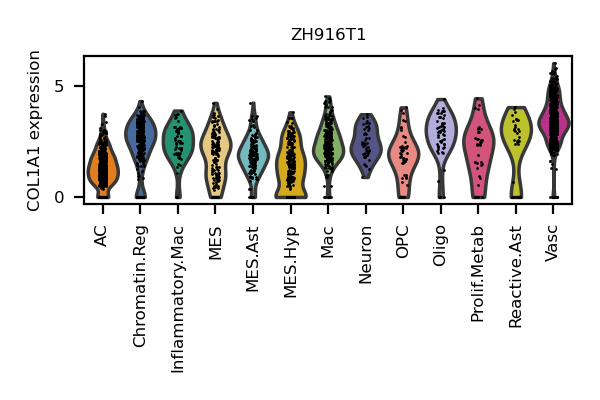 ZH916T1
COL1A1 expression
5
0
AC
Chromatin.Reg
Inflammatory.Mac
MES
MES.Ast
MES.Hyp
Mac
Neuron
OPC
Oligo
Prolif.Metab
Reactive.Ast
Vasc